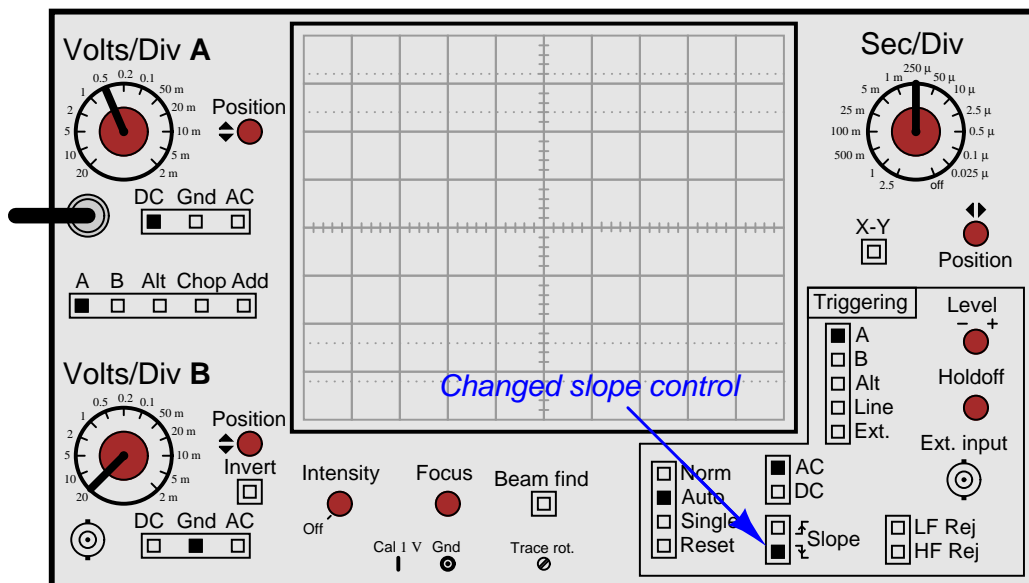 Volts/Div A
0.5 0.2 0.1
1 50 m
2 20 m
5 10 m
10 5 m
20 2 m
Position
DC Gnd AC
A B Alt Chop Add
Volts/Div B
0.5 0.2 0.1
1 50 m
2 20 m
5 10 m
10 5 m
20 2 m
Position
Invert
DC Gnd AC
Intensity
Off
Focus
Beam find
Cal 1 V Gnd
Trace rot.
Changed slope control
Sec/Div
250 µ
1 m 50 µ
5 m 10 µ
25 m 2.5 µ
100 m 0.5 µ
500 m 0.1 µ
1 0.025 µ
2.5 off
X-Y
Position
Triggering
A
B
Alt
Line
Ext.
Level
– +
Holdoff
Ext. input
Norm
Auto
Single
Reset
AC
DC
Slope
LF Rej
HF Rej